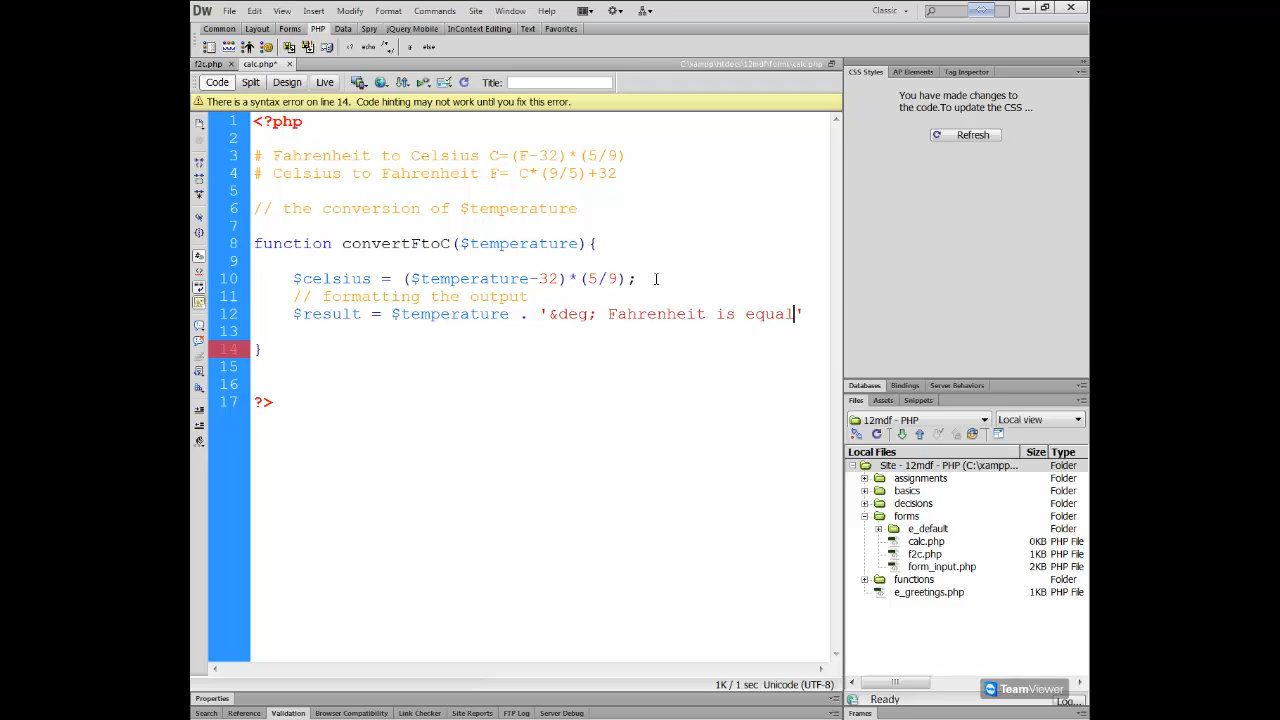 Dw File Edit View Insert Modify Format Commands Site Window Help Classic
Common Layout Forms PHP Data Spry jQuery Mobile InContext Editing Text Favorites
<? echo /* */ if else
f2c.php calc.php* C:\xampp\htdocs\12mdf\forms\calc.php
Code Split Design Live Title:
There is a syntax error on line 14. Code hinting may not work until you fix this error.
1 <?php
2
3 # Fahrenheit to Celsius C=(F-32)*(5/9)
4 # Celsius to Fahrenheit F= C*(9/5)+32
5
6 // the conversion of $temperature
7
8 function convertFtoC($temperature){
9
10 $celsius = ($temperature-32)*(5/9);
11 // formatting the output
12 $result = $temperature . '&deg; Fahrenheit is equal'
13
14 }
15
16
17 ?>
1K / 1 sec Unicode (UTF-8)
Properties
Search Reference Validation Browser Compatibility Link Checker Site Reports FTP Log Server Debug
CSS Styles AP Elements Tag Inspector
You have made changes to
the code.To update the CSS ...
Refresh
Databases Bindings Server Behaviors
Files Assets Snippets
12mdf - PHP Local view
Local Files Size Type
Site - 12mdf - PHP (C:\xampp... Folder
assignments Folder
basics Folder
decisions Folder
forms Folder
e_default Folder
calc.php 0KB PHP File
f2c.php 1KB PHP File
form_input.php 2KB PHP File
functions Folder
e_greetings.php 1KB PHP File
TeamViewer
Ready Log...
Frames